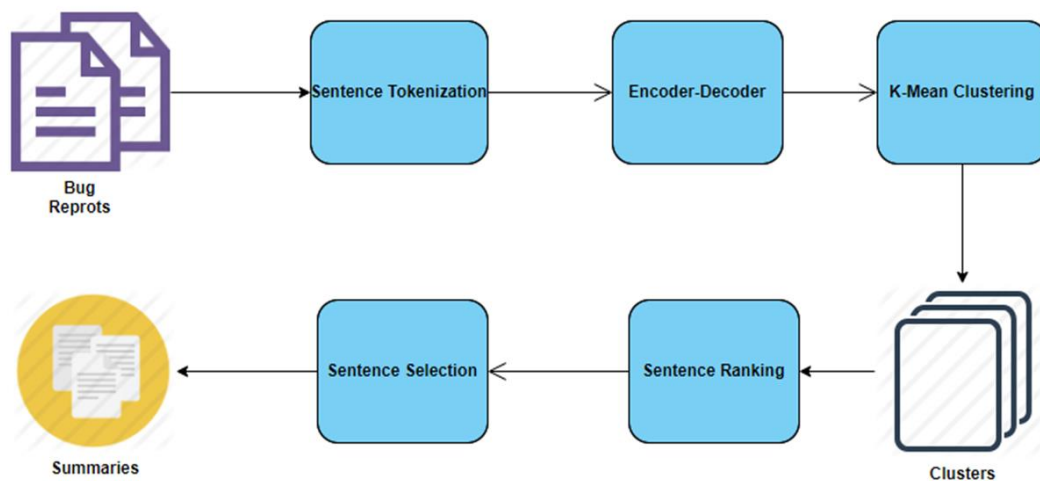 Sentence Tokenization
Encoder-Decoder
K-Mean Clustering
Bug
Reprots
Sentence Selection
Sentence Ranking
Summaries
Clusters